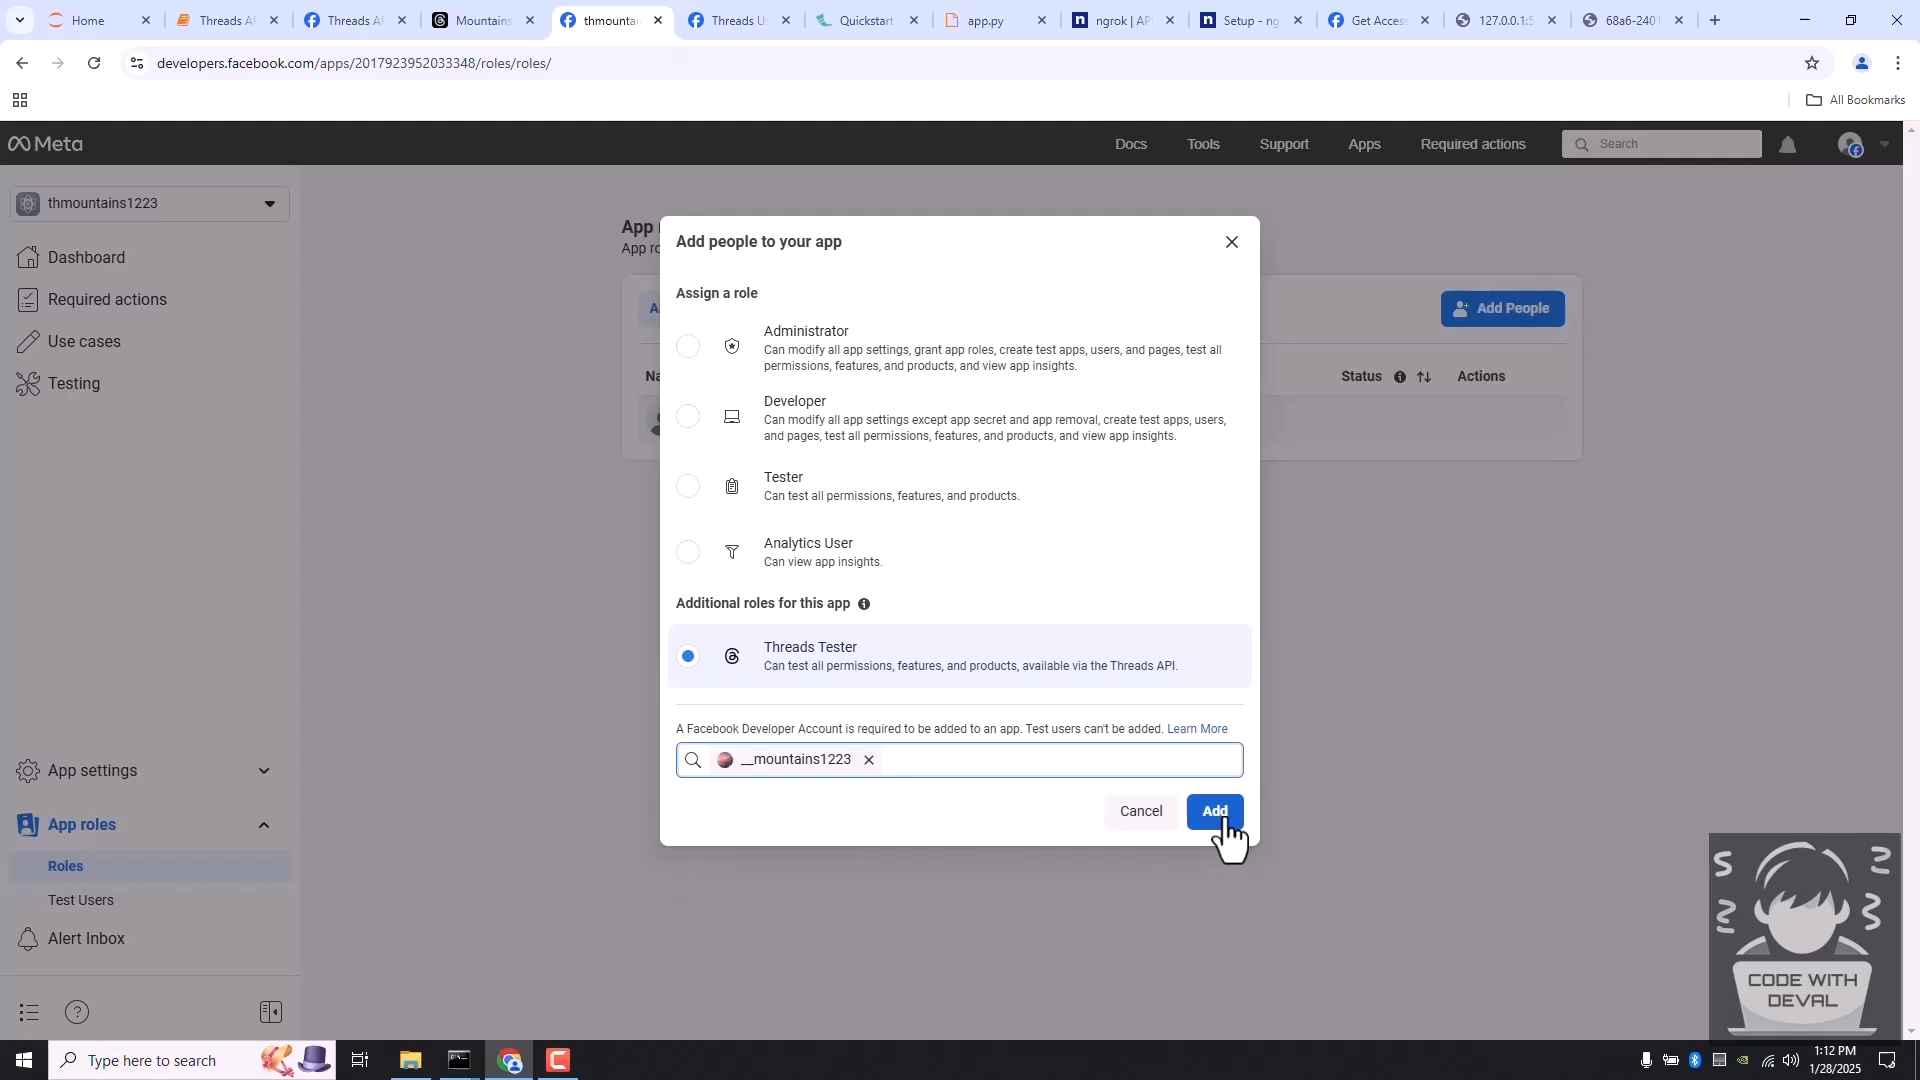 Home
Threads A
Threads A
Mountains
thmountai
Threads U
Quickstart
app.py
ngrok | AP
Setup - ng
Get Acces
127.0.0.1:5
68a6-2401
developers.facebook.com/apps/2017923952033348/roles/roles/
All Bookmarks
Meta
Docs
Tools
Support
Apps
Required actions
Search
thmountains1223
Dashboard
Required actions
Use cases
Testing
App settings
App roles
Roles
Test Users
Alert Inbox
App
App ro
A
Add People
Na
Status
Actions
Add people to your app
Assign a role
Administrator
Can modify all app settings, grant app roles, create test apps, users, and pages, test all
permissions, features, and products, and view app insights.
Developer
Can modify all app settings except app secret and app removal, create test apps, users,
and pages, test all permissions, features, and products, and view app insights.
Tester
Can test all permissions, features, and products.
Analytics User
Can view app insights.
Additional roles for this app
Threads Tester
Can test all permissions, features, and products, available via the Threads API.
A Facebook Developer Account is required to be added to an app. Test users can't be added. Learn More
__mountains1223
Cancel
Add
CODE WITH
DEVAL
Type here to search
1:12 PM
1/28/2025